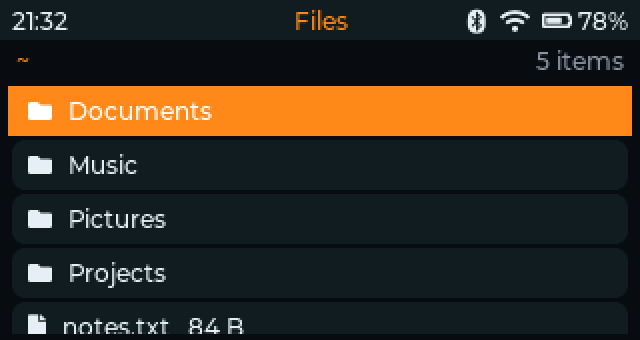 21:32 Files 78%
~ 5 items
Documents
Music
Pictures
Projects
notes.txt 84 B